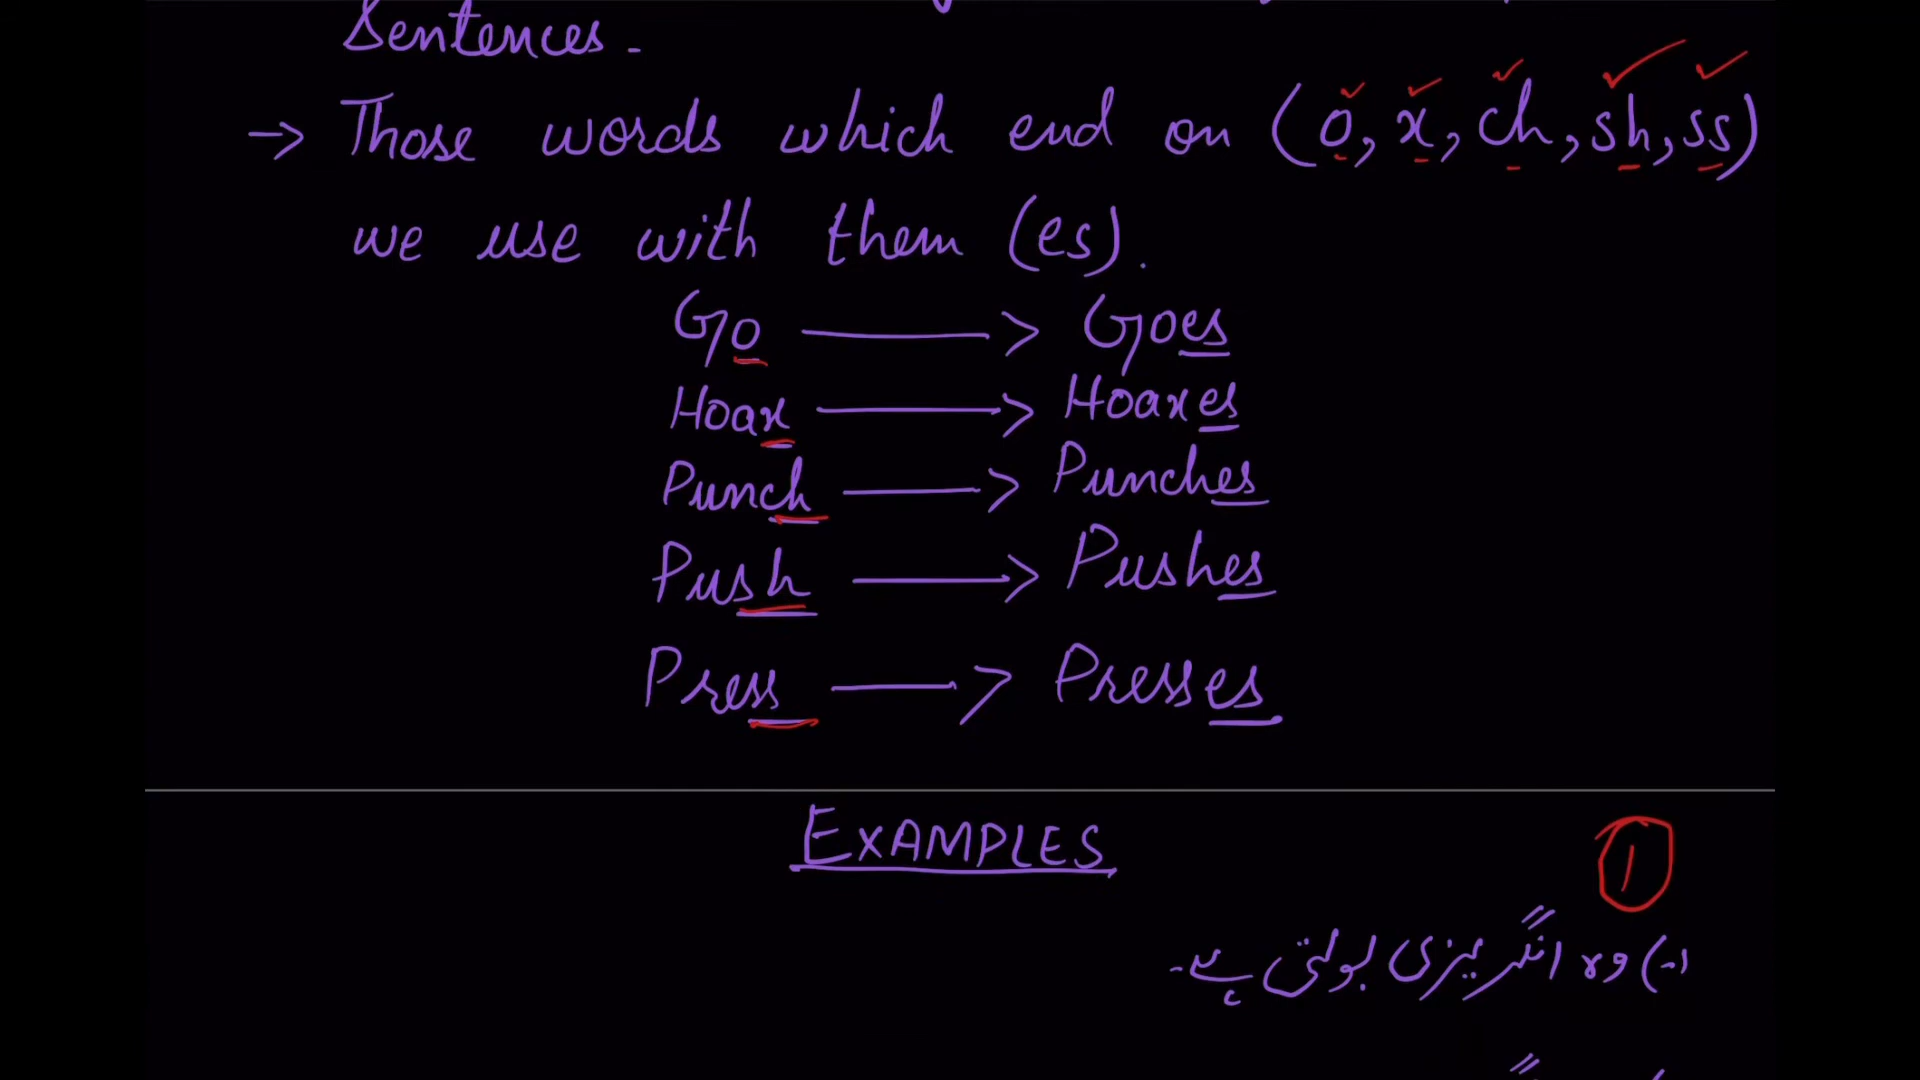 Sentences.
→ Those words which end on (o, x, ch, sh, ss)
we use with them (es).
Go → Goes
Hoax → Hoaxes
Punch → Punches
Push → Pushes
Press → Presses
EXAMPLES
1
۱-) وہ انگریزی بولتی ہے۔